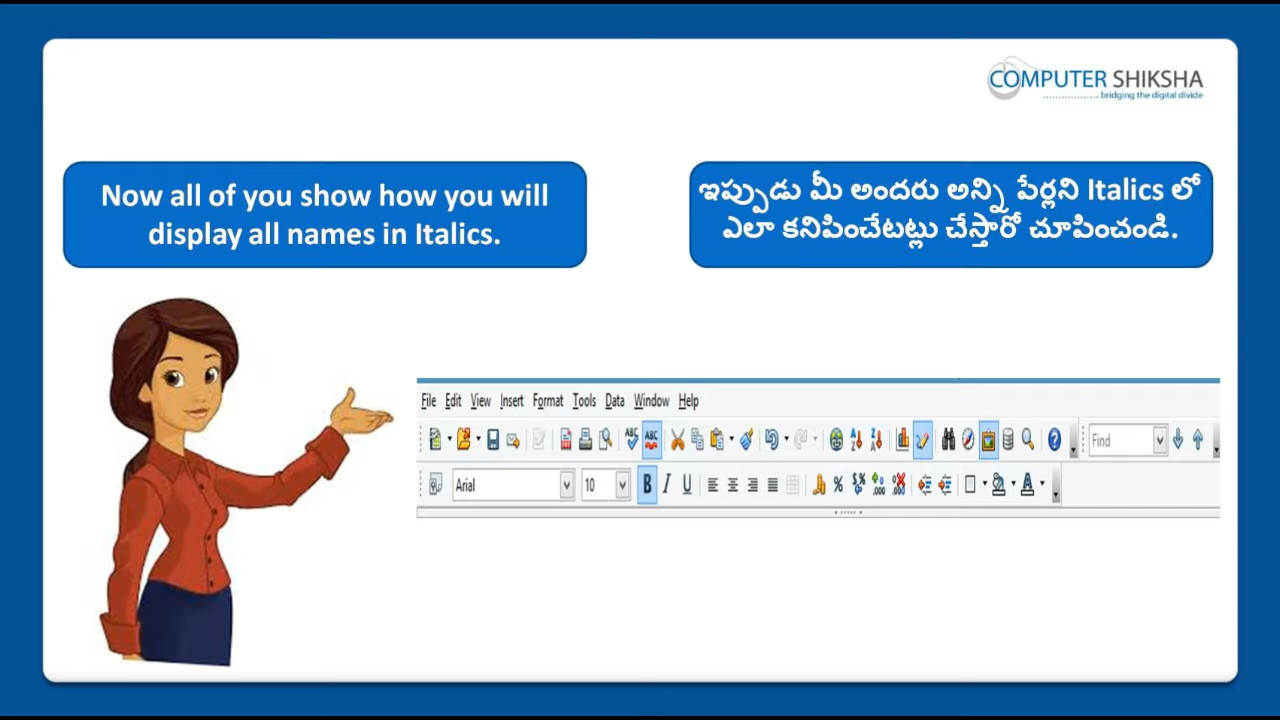 COMPUTER SHIKSHA
bridging the digital divide
Now all of you show how you will
display all names in Italics.
ఇప్పుడు మీ అందరు అన్ని పేర్లని Italics లో
ఎలా కనిపించేటట్లు చేస్తారో చూపించండి.
File Edit View Insert Format Tools Data Window Help
ABC ABC Find
Arial 10 B I U